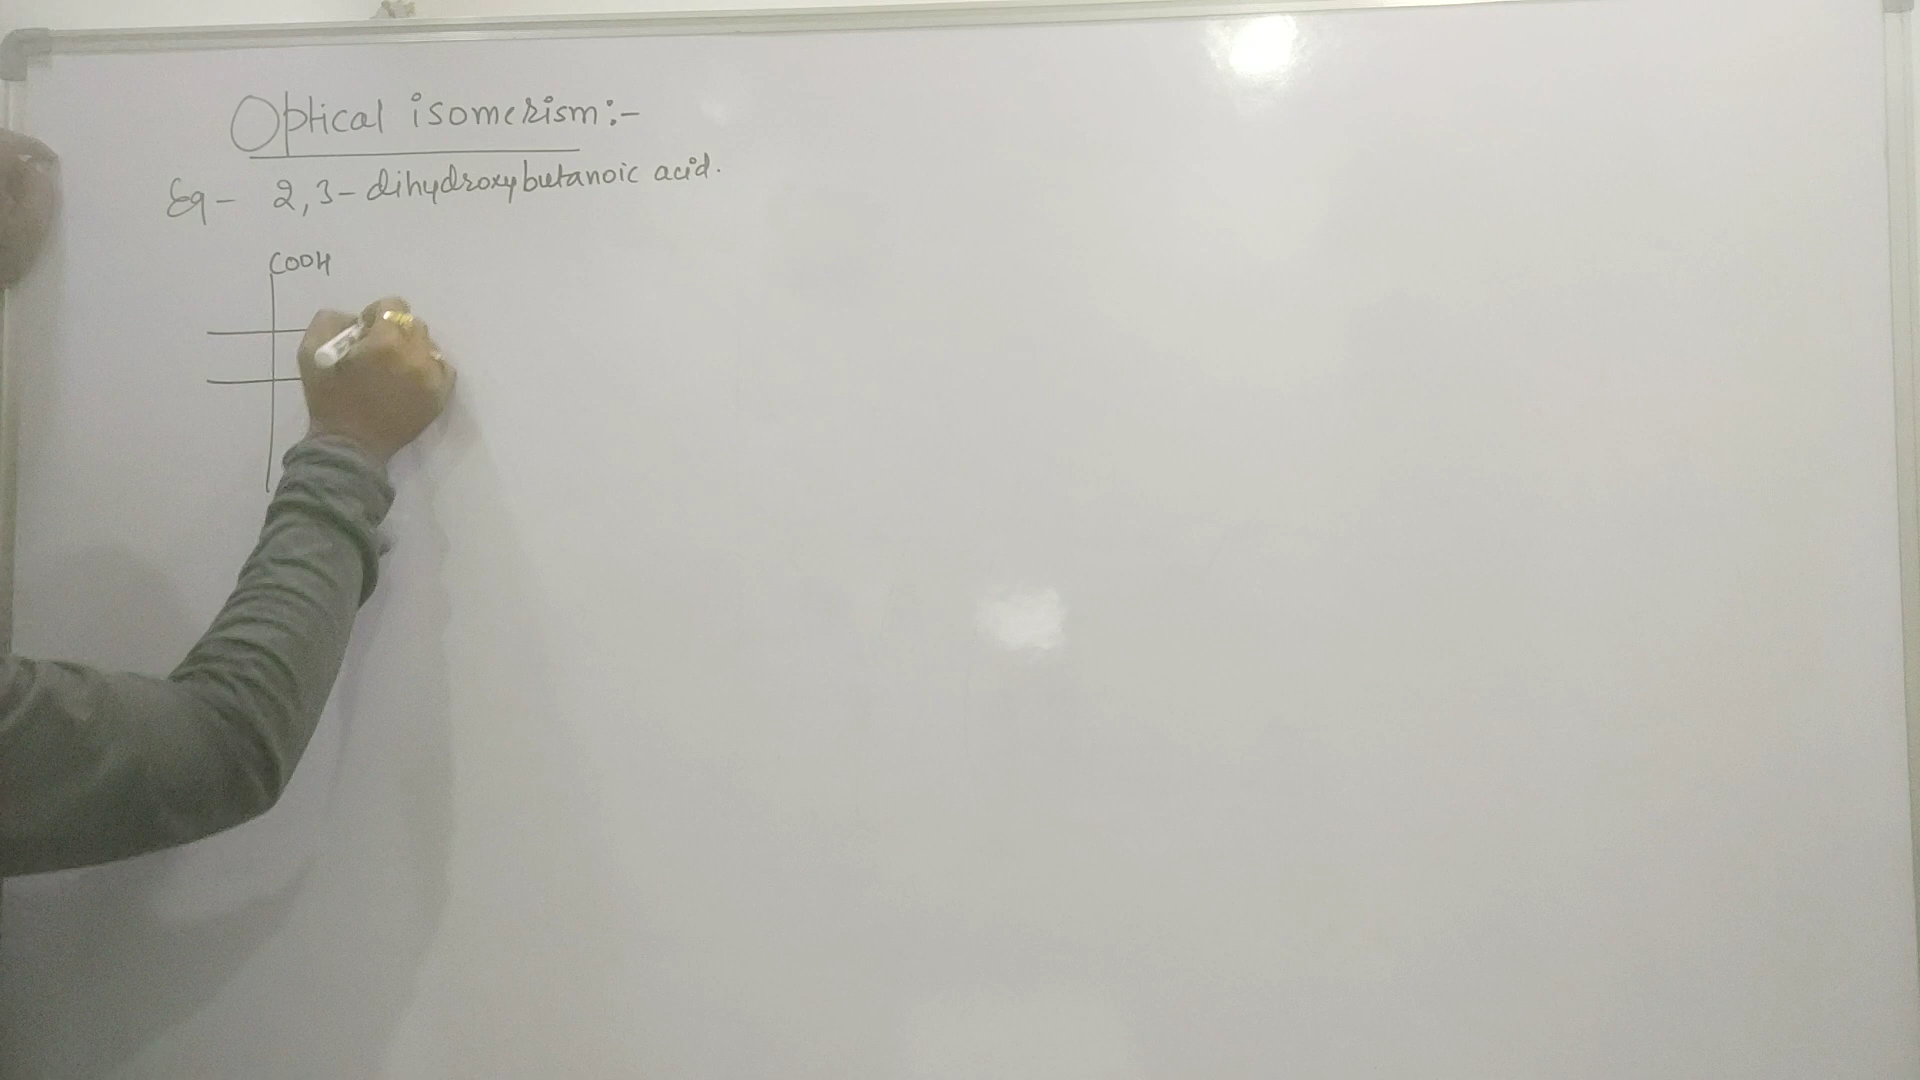 Optical isomerism:-
Eg- 2,3-dihydroxybutanoic acid.
COOH